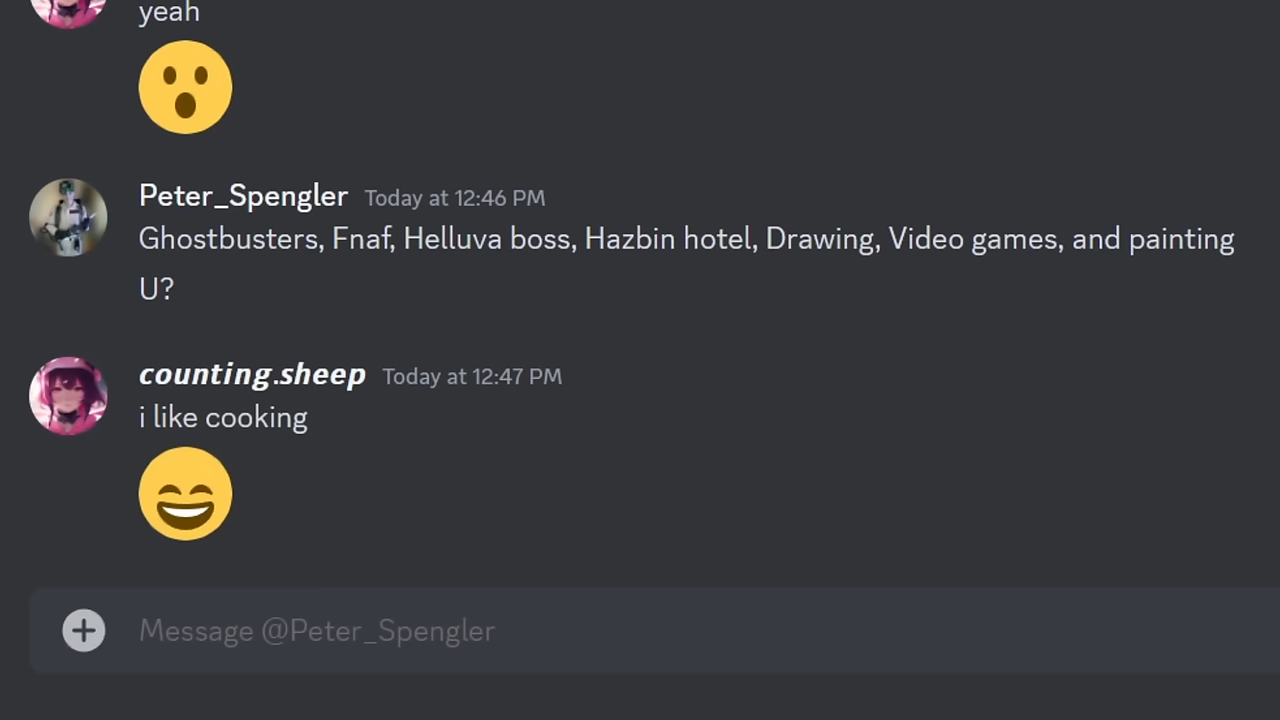 yeah
Peter_Spengler Today at 12:46 PM
Ghostbusters, Fnaf, Helluva boss, Hazbin hotel, Drawing, Video games, and painting
U?
counting.sheep Today at 12:47 PM
i like cooking
Message @Peter_Spengler